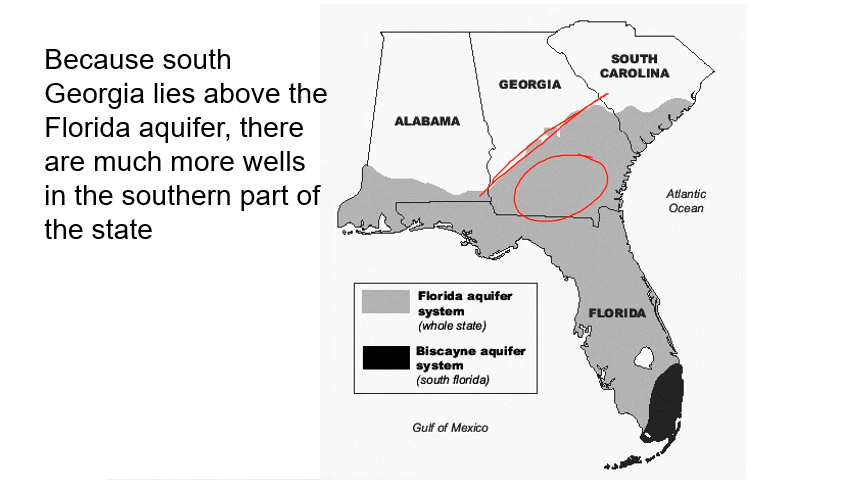 Because south
Georgia lies above the
Florida aquifer, there
are much more wells
in the southern part of
the state
SOUTH
CAROLINA
GEORGIA
ALABAMA
Atlantic
Ocean
Florida aquifer
system
(whole state)
Biscayne aquifer
system
(south florida)
FLORIDA
Gulf of Mexico